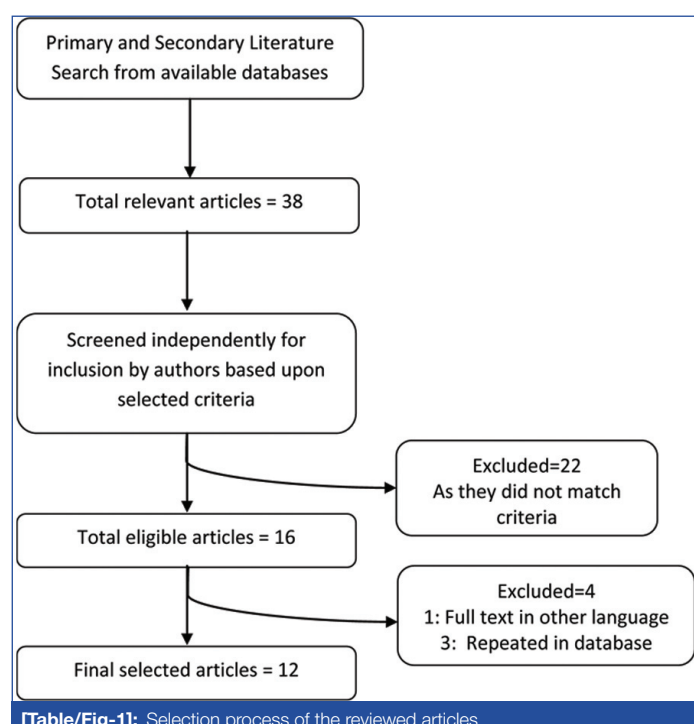 Primary and Secondary Literature
Search from available databases
Total relevant articles = 38
Screened independently for
inclusion by authors based upon
selected criteria
Excluded=22
As they did not match
criteria
Total eligible articles = 16
Excluded=4
1: Full text in other language
3: Repeated in database
Final selected articles = 12
[Table/Fig-1]: Selection process of the reviewed articles